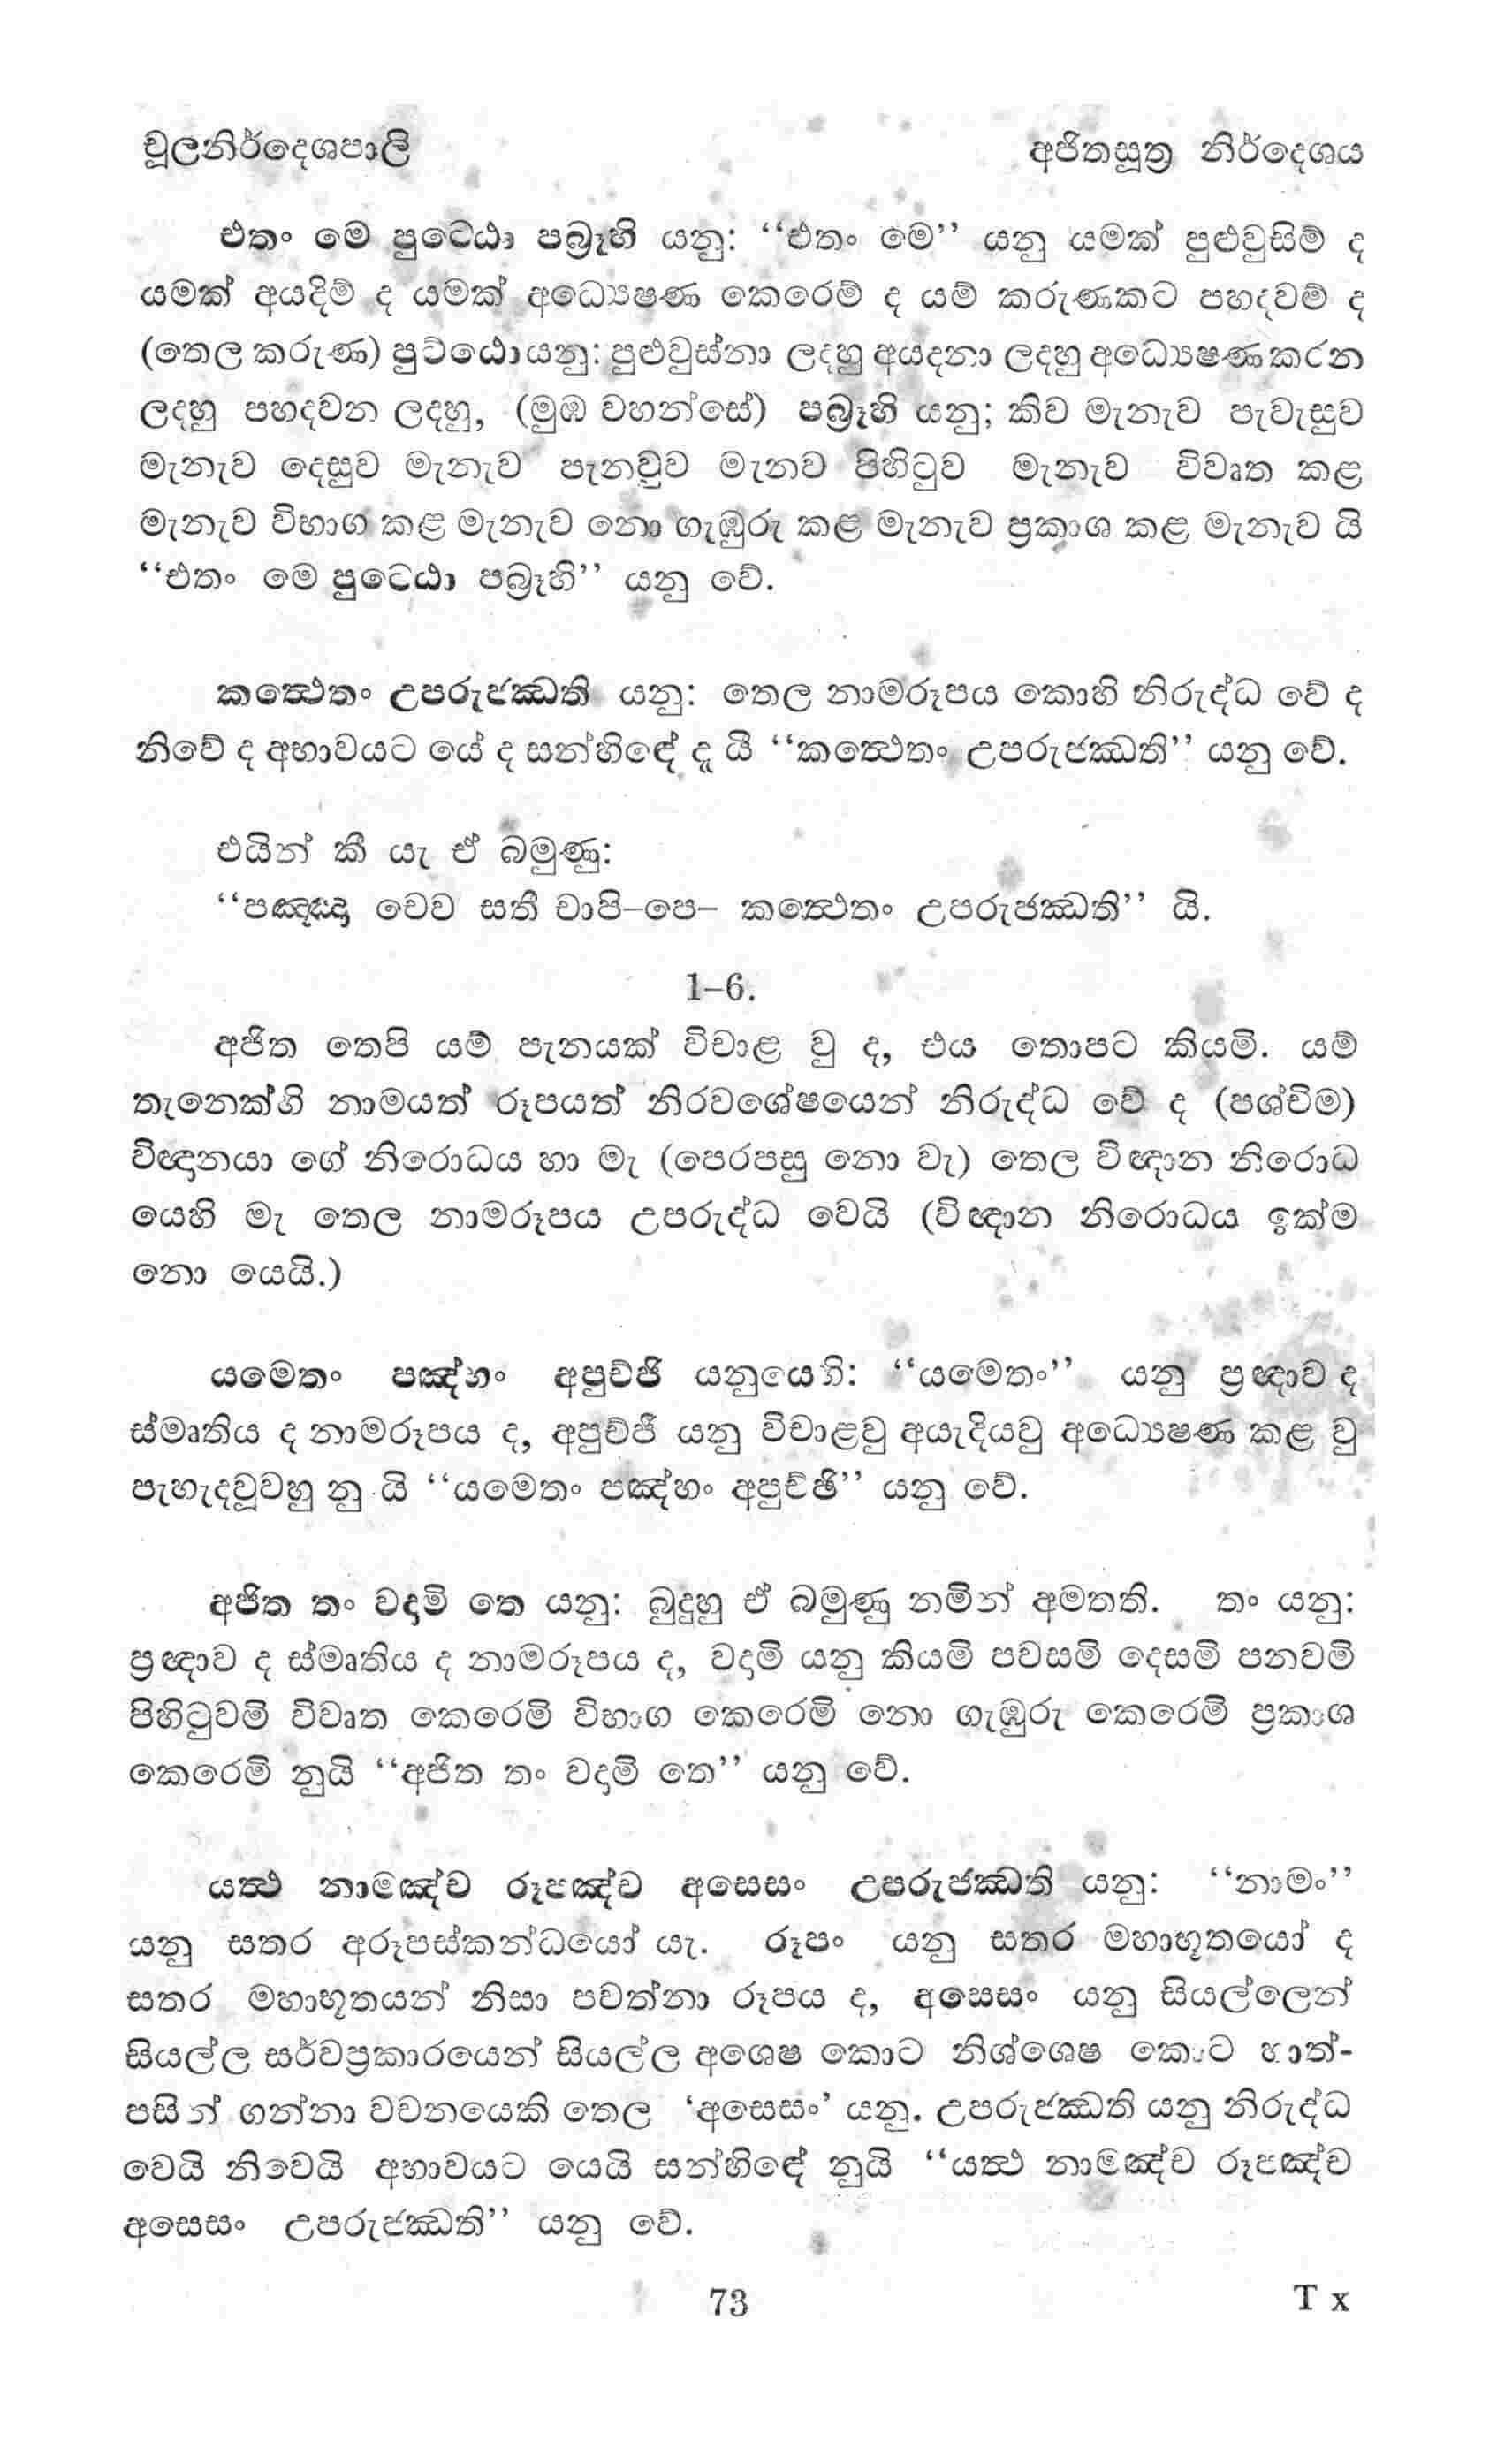 චූලනිර්දෙශපාලි අජිතසූත්‍ර නිර්දෙශය
එතං මෙ පුට්ඨො පබ්‍රෑහි යනු: “එතං මෙ” යනු යමක් පුළුවුසිම් ද
යමක් අයදිම් ද යමක් අධ්‍යෙෂණ කෙරෙම් ද යම් කරුණකට පහදවම් ද
(තෙල කරුණ) පුට්ඨො යනු: පුළුවුස්නා ලදහු අයදනා ලදහු අධ්‍යෙෂණ කරන
ලදහු පහදවන ලදහු, (මුඹ වහන්සේ) පබ්‍රෑහි යනු; කිව මැනැව පැවැසුව
මැනැව දෙසුව මැනැව පැනවුව මැනව පිහිටුව මැනැව විවෘත කළ
මැනැව විභාග කළ මැනැව නො ගැඹුරු කළ මැනැව ප්‍රකාශ කළ මැනැව යි
“එතං මෙ පුට්ඨො පබ්‍රෑහි” යනු වේ.
කත්ථෙතං උපරුජ්ඣති යනු: තෙල නාමරූපය කොහි නිරුද්ධ වේ ද
නිවේ ද අභාවයට යේ ද සන්හිඳේ දැ යි “කත්ථෙතං උපරුජ්ඣති” යනු වේ.
එයින් කී යැ ඒ බමුණු:
“පඤ්ඤා චෙව සතී චාපි–පෙ– කත්ථෙතං උපරුජ්ඣති” යි.
1–6.
අජිත තෙපි යම් පැනයක් විචාළ වු ද, එය තොපට කියමි. යම්
තැනෙක්හි නාමයත් රූපයත් නිරවශේෂයෙන් නිරුද්ධ වේ ද (පශ්චිම)
විඥානයා ගේ නිරොධය හා මැ (පෙරපසු නො වැ) තෙල විඥාන නිරොධ
යෙහි මැ තෙල නාමරූපය උපරුද්ධ වෙයි (විඥාන නිරොධය ඉක්ම
නො යෙයි.)
යමෙතං පඤ්හං අපුච්ඡි යනුයෙහි: “යමෙතං” යනු ප්‍රඥාව ද
ස්මෘතිය ද නාමරූපය ද, අපුච්ඡී යනු විචාළවු අයැදියවු අධ්‍යෙෂණ කළ වු
පැහැදවූවහු නු යි “යමෙතං පඤ්හං අපුච්ඡි” යනු වේ.
අජිත තං වදාමි තෙ යනු: බුදුහු ඒ බමුණු නමින් අමතති. තං යනු:
ප්‍රඥාව ද ස්මෘතිය ද නාමරූපය ද, වදාමි යනු කියමි පවසමි දෙසමි පනවමි
පිහිටුවමි විවෘත කෙරෙමි විභාග කෙරෙමි නො ගැඹුරු කෙරෙමි ප්‍රකාශ
කෙරෙමි නුයි “අජිත තං වදාමි තෙ” යනු වේ.
යත්ථ නාමඤ්ච රූපඤ්ච අසෙසං උපරුජ්ඣති යනු: “නාමං”
යනු සතර අරූපස්කන්ධයෝ යැ. රූපං යනු සතර මහාභූතයෝ ද
සතර මහාභූතයන් නිසා පවත්නා රූපය ද, අසෙසං යනු සියල්ලෙන්
සියල්ල සර්වප්‍රකාරයෙන් සියල්ල අශෙෂ කොට නිශ්ශෙෂ කොට හාත්-
පසින් ගන්නා වචනයෙකි තෙල ‘අසෙසං’ යනු. උපරුජ්ඣති යනු නිරුද්ධ
වෙයි නිවෙයි අභාවයට යෙයි සන්හිඳේ නුයි “යත්ථ නාමඤ්ච රූපඤ්ච
අසෙසං උපරුජ්ඣති” යනු වේ.
73 T x